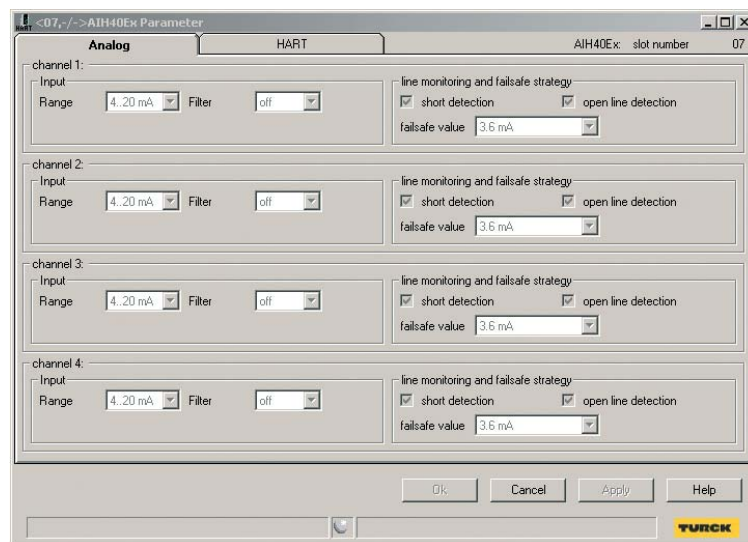 HART <07,-/->AIH40Ex Parameter
Analog HART AIH40Ex: slot number 07
channel 1:
Input line monitoring and failsafe strategy
Range 4..20 mA Filter off short detection open line detection
failsafe value 3.6 mA
channel 2:
Input line monitoring and failsafe strategy
Range 4..20 mA Filter off short detection open line detection
failsafe value 3.6 mA
channel 3:
Input line monitoring and failsafe strategy
Range 4..20 mA Filter off short detection open line detection
failsafe value 3.6 mA
channel 4:
Input line monitoring and failsafe strategy
Range 4..20 mA Filter off short detection open line detection
failsafe value 3.6 mA
Ok Cancel Apply Help
TURCK